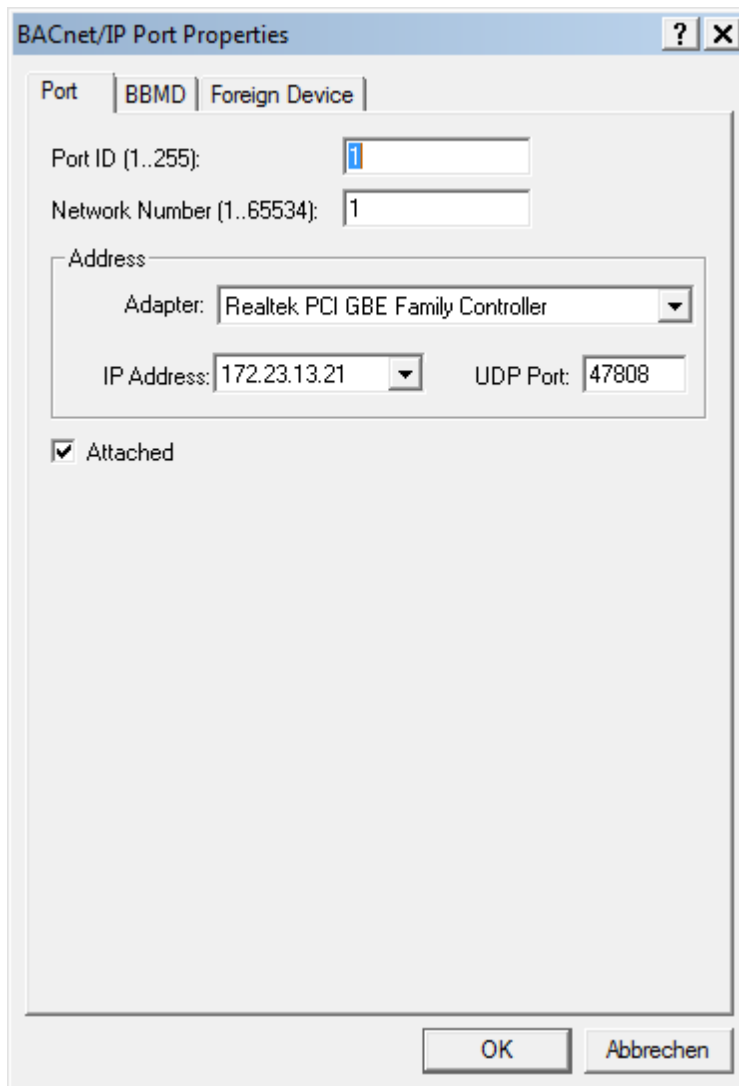 BACnet/IP Port Properties
Port BBMD Foreign Device
Port ID (1..255): 1
Network Number (1..65534): 1
Address
Adapter: Realtek PCI GBE Family Controller
IP Address: 172.23.13.21 UDP Port: 47808
Attached
OK Abbrechen